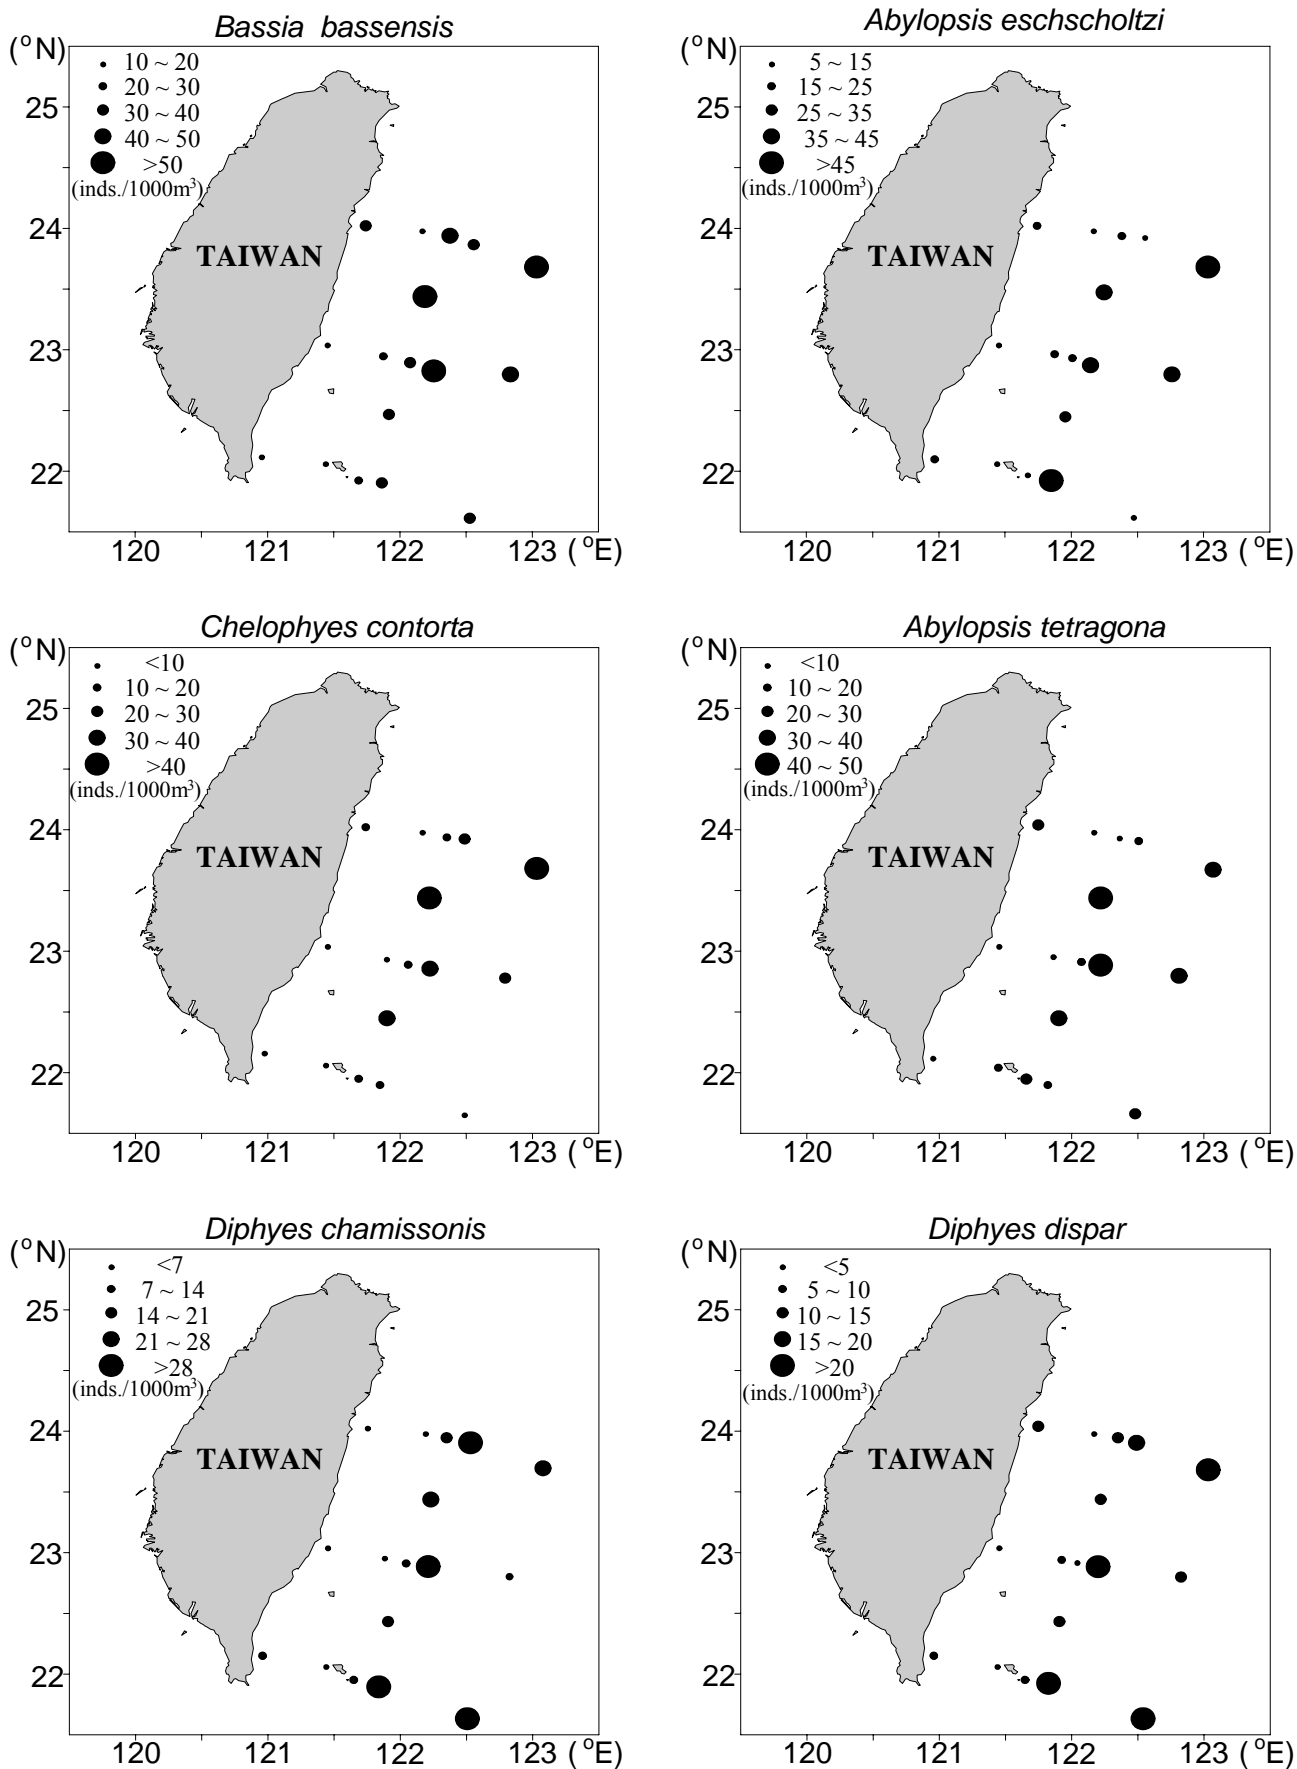 Bassia bassensis
(°N)
10 ~ 20
20 ~ 30
30 ~ 40
40 ~ 50
>50
(inds./1000m³)
25
24
23
22
TAIWAN
120 121 122 123 (°E)
Abylopsis eschscholtzi
(°N)
5 ~ 15
15 ~ 25
25 ~ 35
35 ~ 45
>45
(inds./1000m³)
25
24
23
22
TAIWAN
120 121 122 123 (°E)
Chelophyes contorta
(°N)
<10
10 ~ 20
20 ~ 30
30 ~ 40
>40
(inds./1000m³)
25
24
23
22
TAIWAN
120 121 122 123 (°E)
Abylopsis tetragona
(°N)
<10
10 ~ 20
20 ~ 30
30 ~ 40
40 ~ 50
(inds./1000m³)
25
24
23
22
TAIWAN
120 121 122 123 (°E)
Diphyes chamissonis
(°N)
<7
7 ~ 14
14 ~ 21
21 ~ 28
>28
(inds./1000m³)
25
24
23
22
TAIWAN
120 121 122 123 (°E)
Diphyes dispar
(°N)
<5
5 ~ 10
10 ~ 15
15 ~ 20
>20
(inds./1000m³)
25
24
23
22
TAIWAN
120 121 122 123 (°E)